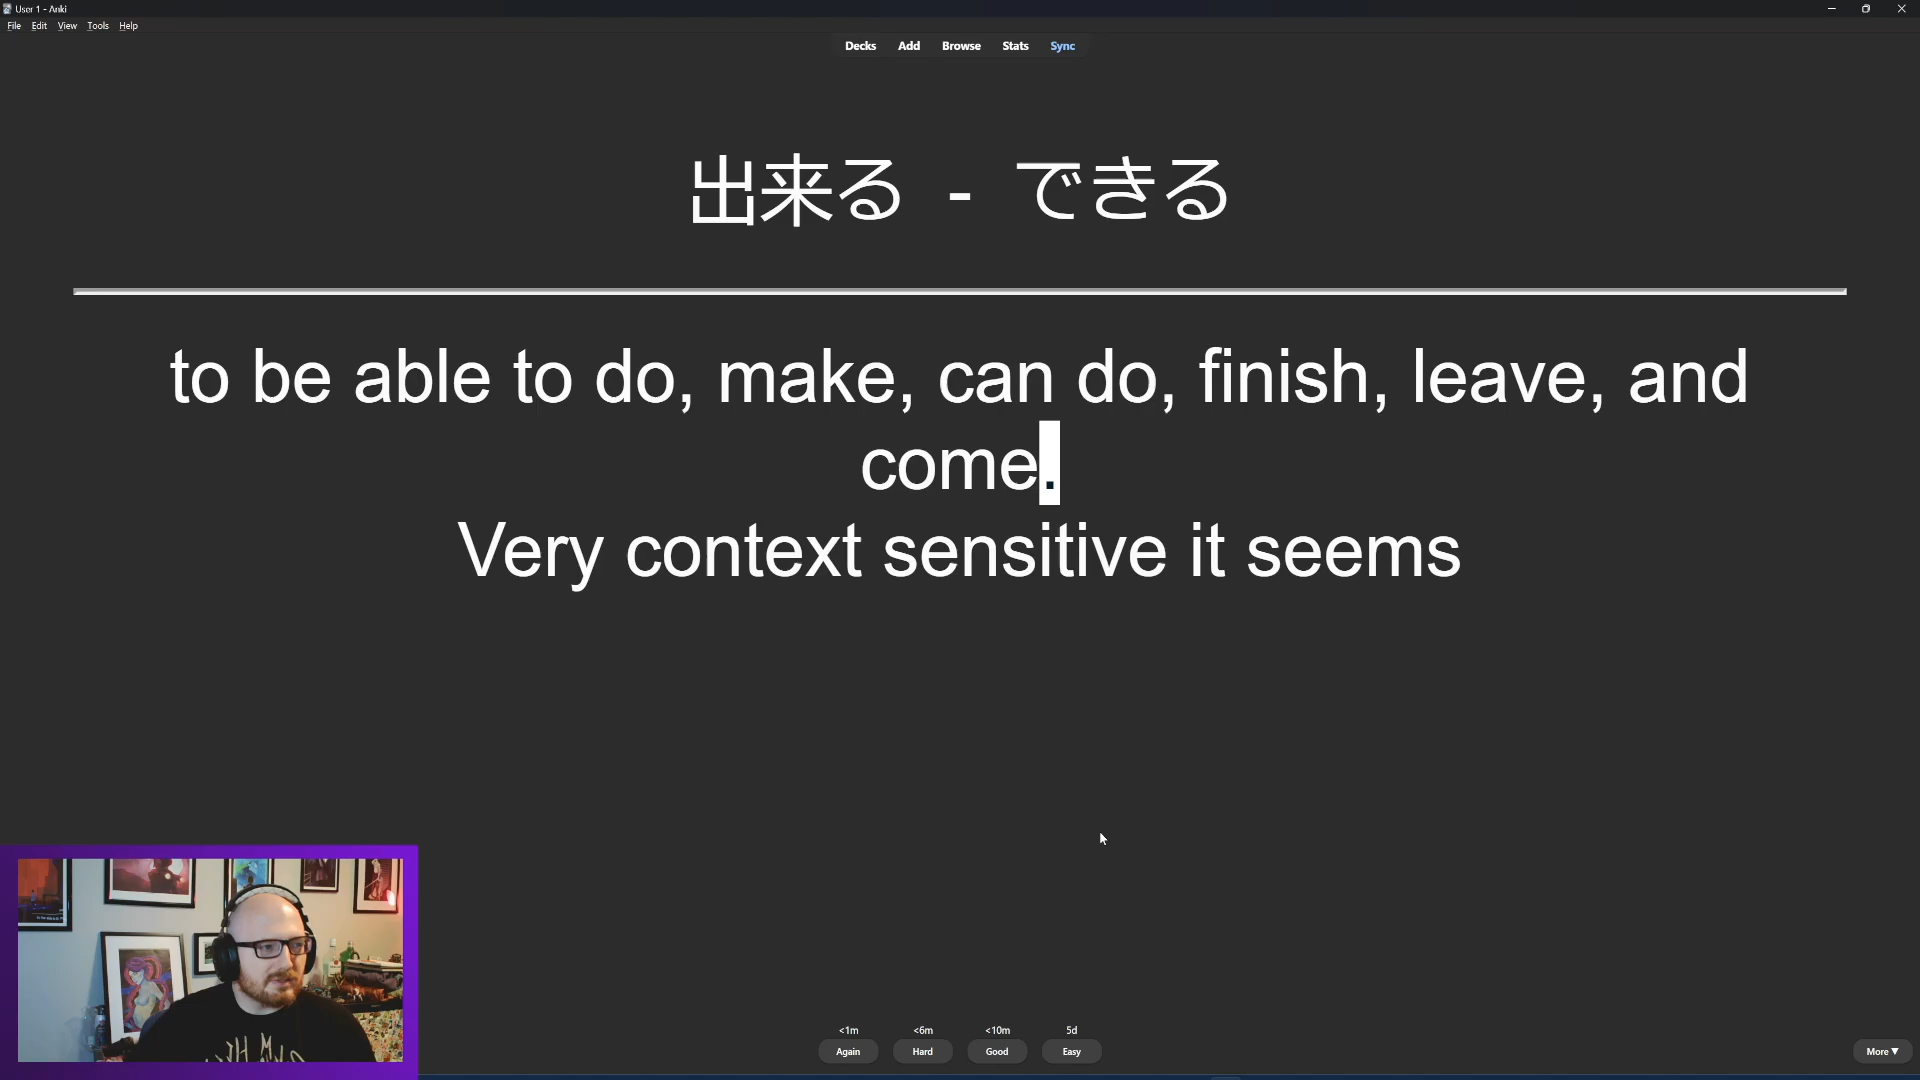 User 1 - Anki
File Edit View Tools Help
Decks Add Browse Stats Sync
出来る - できる
to be able to do, make, can do, finish, leave, and
come.
Very context sensitive it seems
<1m <6m <10m 5d
Again Hard Good Easy
More ▼